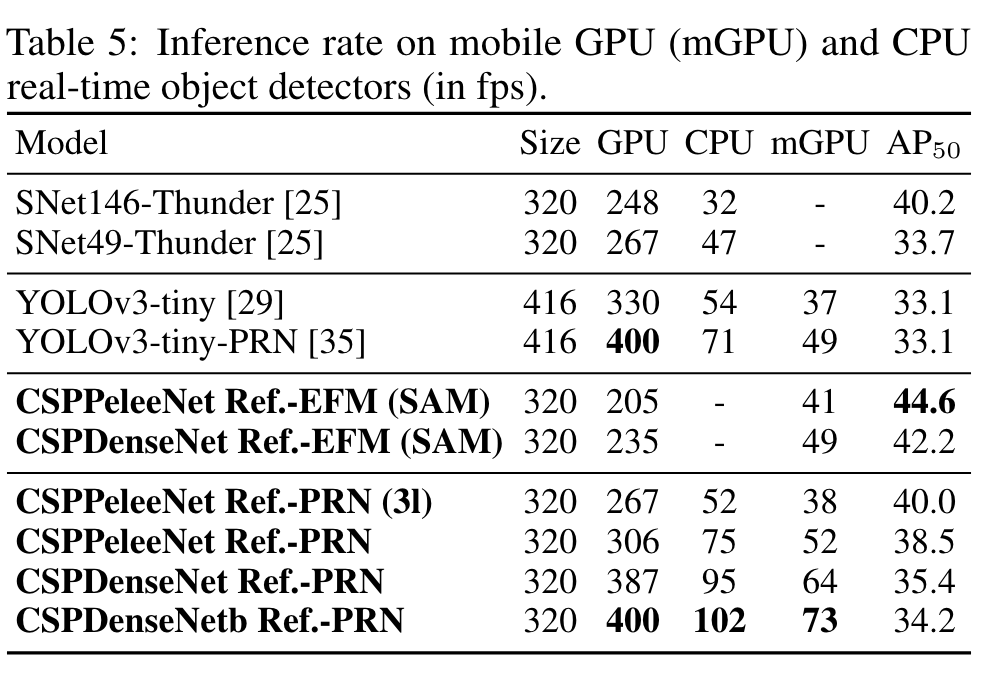 Table 5: Inference rate on mobile GPU (mGPU) and CPU
real-time object detectors (in fps).
Model Size GPU CPU mGPU AP50
SNet146-Thunder [25] 320 248 32 - 40.2
SNet49-Thunder [25] 320 267 47 - 33.7
YOLOv3-tiny [29] 416 330 54 37 33.1
YOLOv3-tiny-PRN [35] 416 400 71 49 33.1
CSPPeleeNet Ref.-EFM (SAM) 320 205 - 41 44.6
CSPDenseNet Ref.-EFM (SAM) 320 235 - 49 42.2
CSPPeleeNet Ref.-PRN (3l) 320 267 52 38 40.0
CSPPeleeNet Ref.-PRN 320 306 75 52 38.5
CSPDenseNet Ref.-PRN 320 387 95 64 35.4
CSPDenseNetb Ref.-PRN 320 400 102 73 34.2